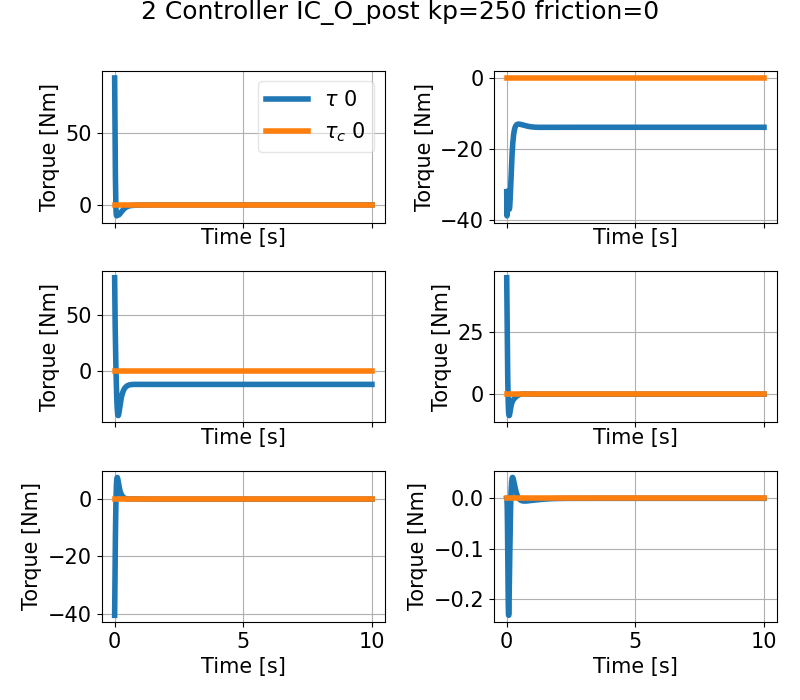 2 Controller IC_O_post kp=250 friction=0
Torque [Nm]
50
0
τ 0
τc 0
Time [s]
Torque [Nm]
0
−20
−40
Time [s]
Torque [Nm]
50
0
Time [s]
Torque [Nm]
25
0
Time [s]
Torque [Nm]
0
−20
−40
0 5 10
Time [s]
Torque [Nm]
0.0
−0.1
−0.2
0 5 10
Time [s]